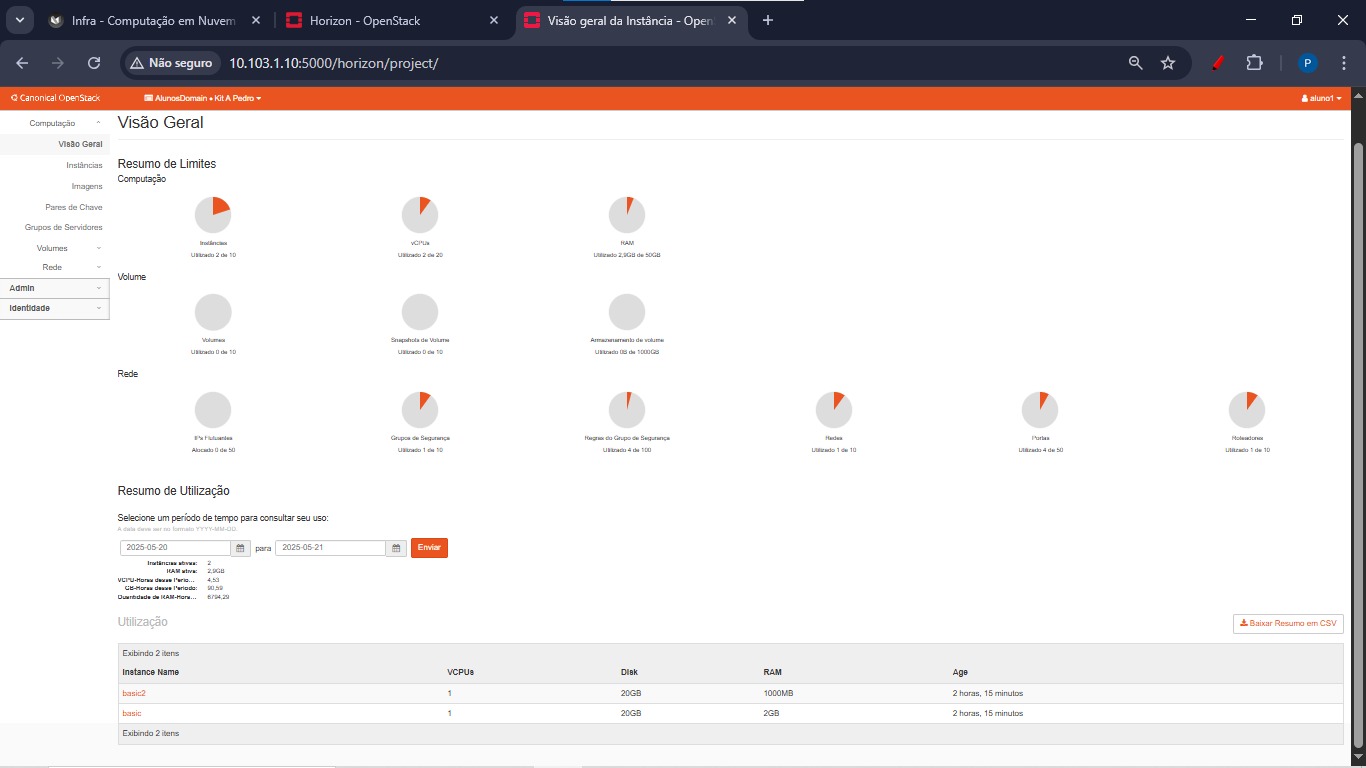 Infra - Computação em Nuvem
Horizon - OpenStack
Visão geral da Instância - Open
Não seguro
10.103.1.10:5000/horizon/project/
P
Canonical OpenStack
AlunosDomain • Kit A Pedro
aluno1
Computação
Visão Geral
Instâncias
Imagens
Pares de Chave
Grupos de Servidores
Volumes
Rede
Admin
Identidade
Visão Geral
Resumo de Limites
Computação
Instâncias
Utilizado 2 de 10
vCPUs
Utilizado 2 de 20
RAM
Utilizado 2,9GB de 50GB
Volume
Volumes
Utilizado 0 de 10
Snapshots de Volume
Utilizado 0 de 10
Armazenamento de volume
Utilizado 0B de 1000GB
Rede
IPs Flutuantes
Alocado 0 de 50
Grupos de Segurança
Utilizado 1 de 10
Regras do Grupo de Segurança
Utilizado 4 de 100
Redes
Utilizado 1 de 10
Portas
Utilizado 4 de 50
Roteadores
Utilizado 1 de 10
Resumo de Utilização
Selecione um período de tempo para consultar seu uso:
A data deve ser no formato YYYY-MM-DD.
2025-05-20 para 2025-05-21 Enviar
Instâncias ativas: 2
RAM ativa: 2,9GB
VCPU-Horas desse Perío... 4,53
GB-Horas desse Período: 90,59
Quantidade de RAM-Hora... 6794,29
Utilização
Baixar Resumo em CSV
Exibindo 2 itens
Instance Name VCPUs Disk RAM Age
basic2 1 20GB 1000MB 2 horas, 15 minutos
basic 1 20GB 2GB 2 horas, 15 minutos
Exibindo 2 itens